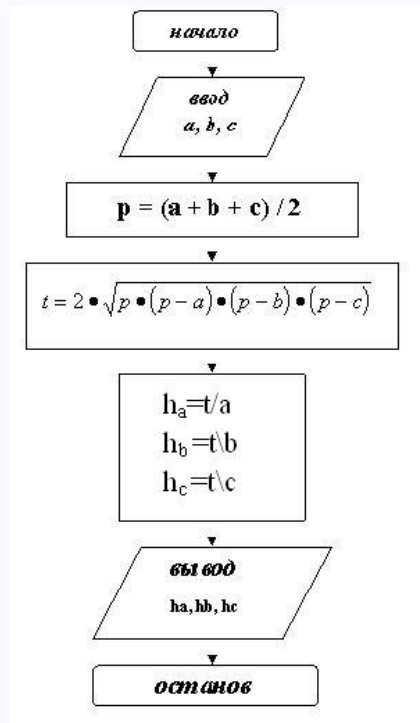 начало
ввод
a, b, c
p = (a + b + c) / 2
t = 2 • √p • (p − a) • (p − b) • (p − c)
hₐ=t/a
h_b=t\b
h_c=t\c
вывод
ha, hb, hc
останов